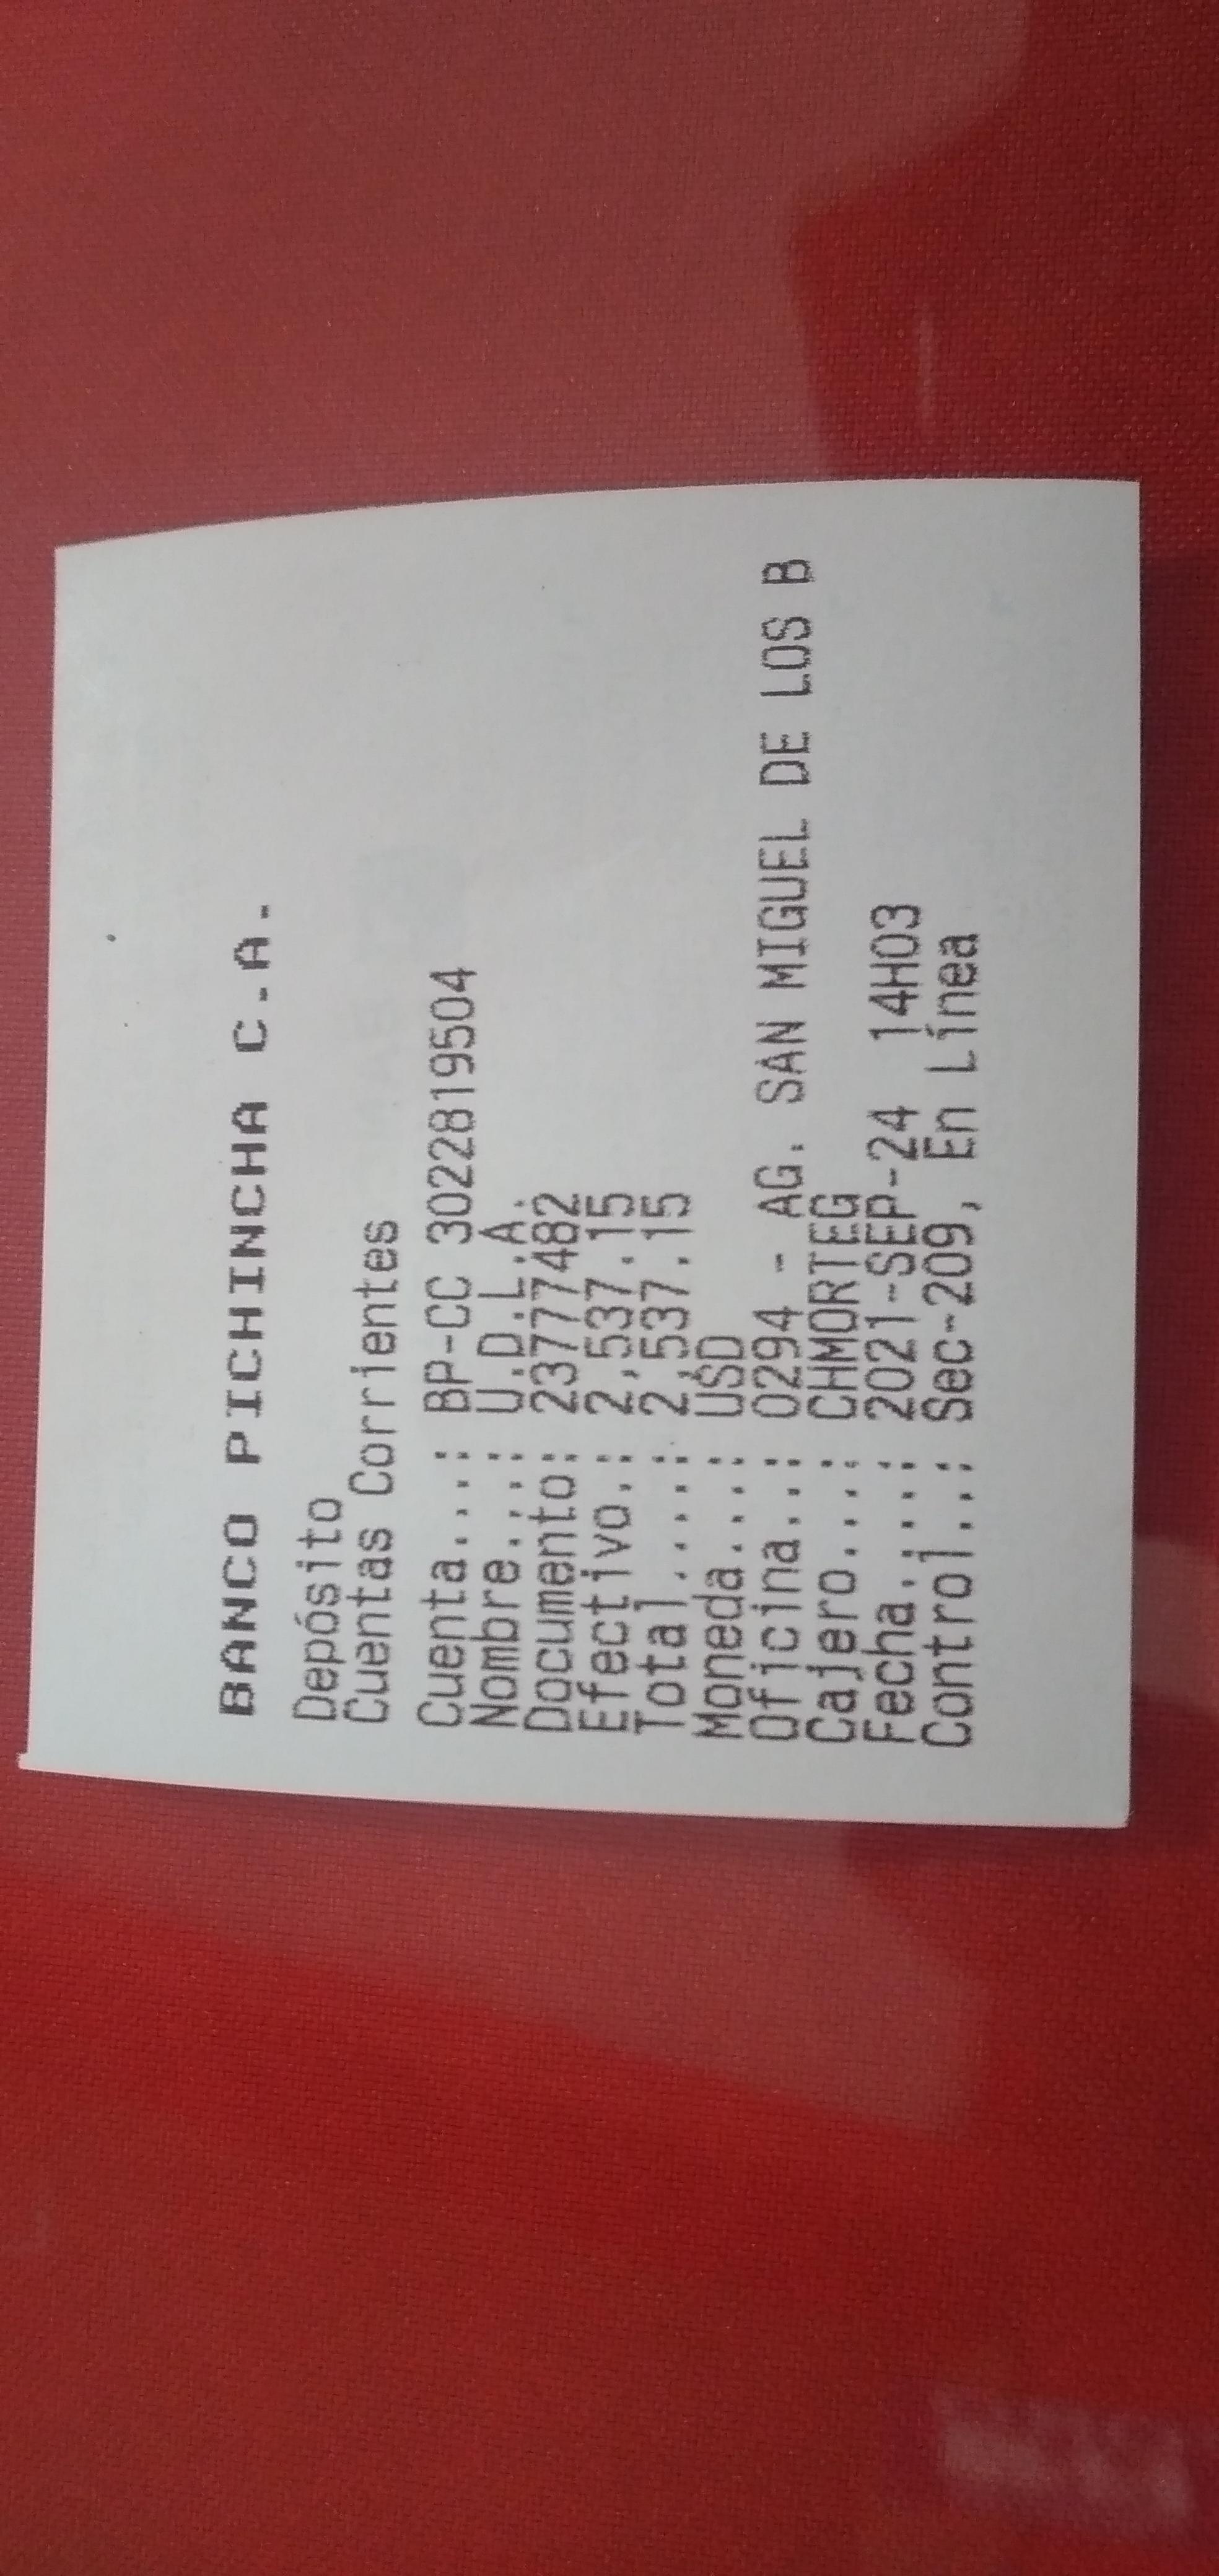 BANCO PICHINCHA C.A.
Depósito
Cuentas Corrientes
Cuenta....: BP-CC 3022819504
Nombre....: U.D.L.A.
Documento: 23777482
Efectivo.: 2,537.15
Total.....: 2,537.15
Moneda....: USD
Oficina...: 0294 - AG. SAN MIGUEL DE LOS B
Cajero....: CHMORTEG
Fecha.....: 2021-SEP-24 14H03
Control...: Sec-209, En Línea